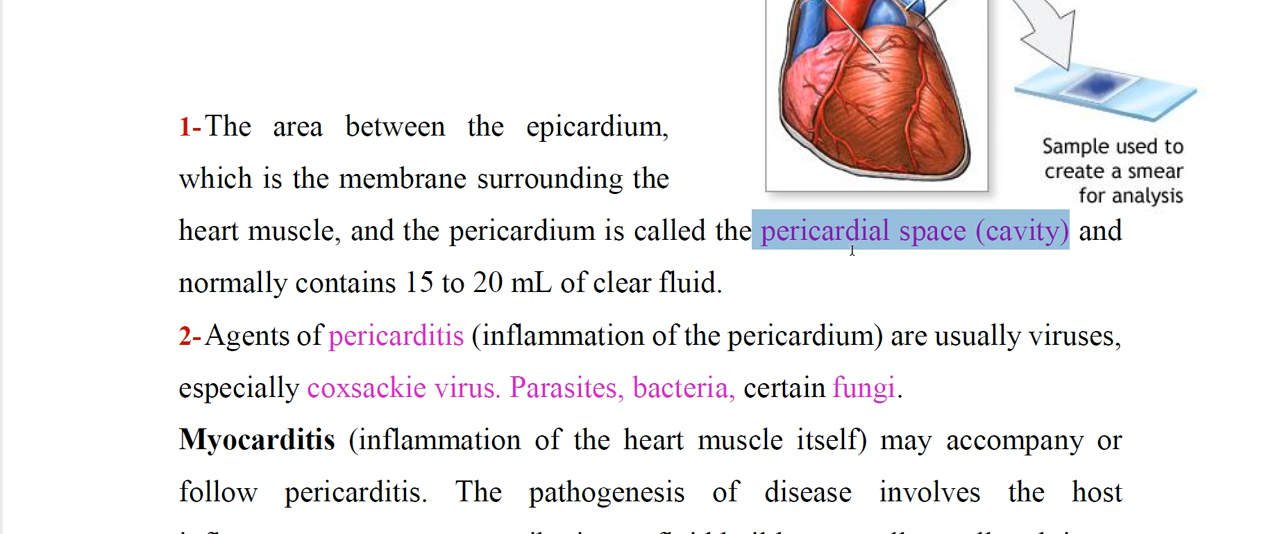 Sample used to
create a smear
for analysis
1-The area between the epicardium,
which is the membrane surrounding the
heart muscle, and the pericardium is called the pericardial space (cavity) and
normally contains 15 to 20 mL of clear fluid.
2-Agents of pericarditis (inflammation of the pericardium) are usually viruses,
especially coxsackie virus. Parasites, bacteria, certain fungi.
Myocarditis (inflammation of the heart muscle itself) may accompany or
follow pericarditis. The pathogenesis of disease involves the host